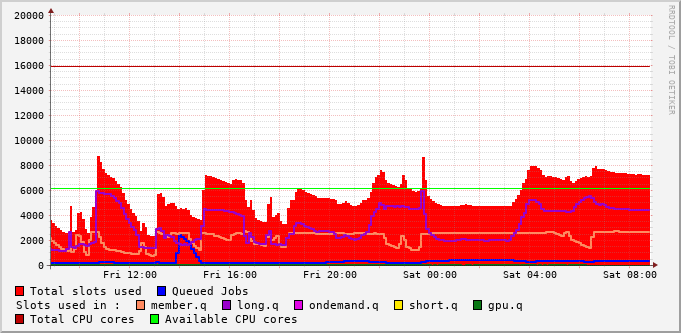 RRDTOOL / TOBI OETIKER
20000
18000
16000
14000
12000
10000
8000
6000
4000
2000
0
Fri 12:00 Fri 16:00 Fri 20:00 Sat 00:00 Sat 04:00 Sat 08:00
Total slots used Queued Jobs
Slots used in : member.q long.q ondemand.q short.q gpu.q
Total CPU cores Available CPU cores